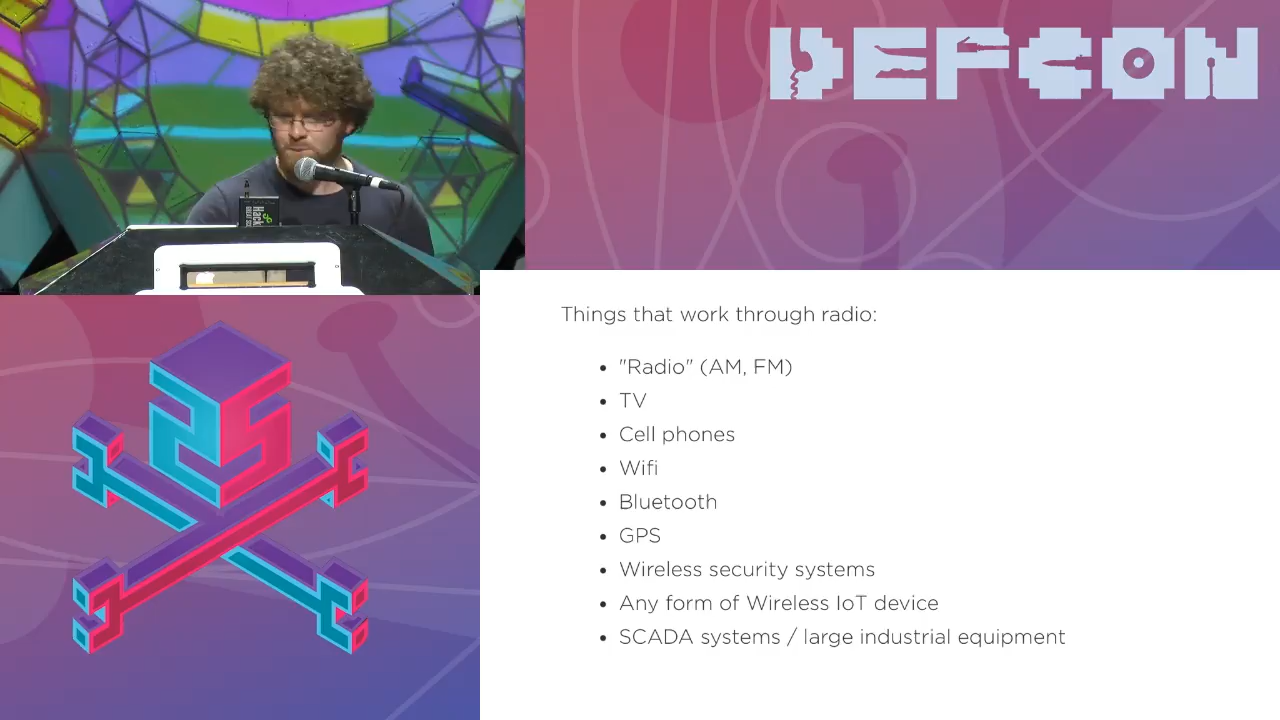 DEFCON
25
Things that work through radio:
"Radio" (AM, FM)
TV
Cell phones
Wifi
Bluetooth
GPS
Wireless security systems
Any form of Wireless IoT device
SCADA systems / large industrial equipment